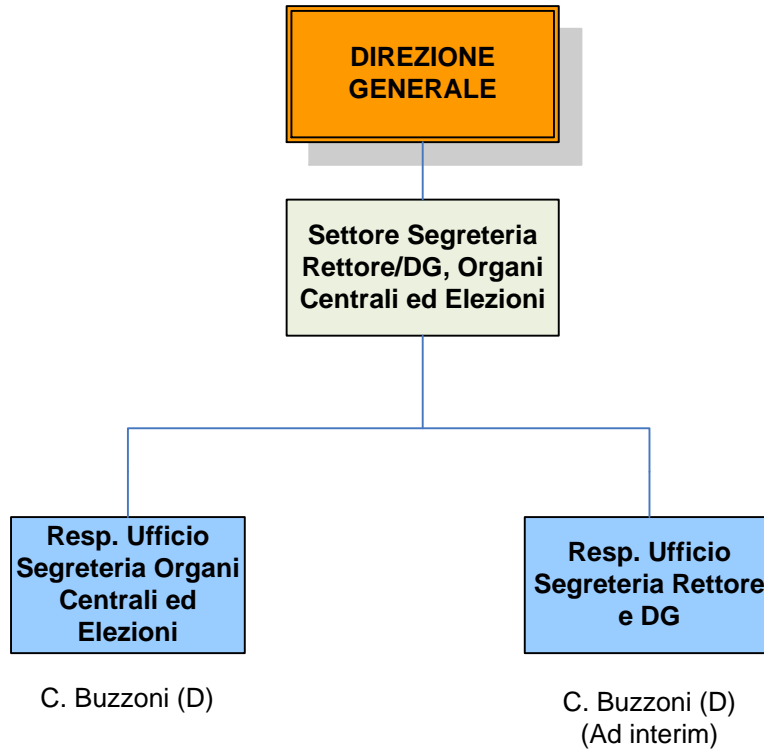 DIREZIONE
GENERALE
Settore Segreteria
Rettore/DG, Organi
Centrali ed Elezioni
Resp. Ufficio
Segreteria Organi
Centrali ed
Elezioni
C. Buzzoni (D)
Resp. Ufficio
Segreteria Rettore
e DG
C. Buzzoni (D)
(Ad interim)